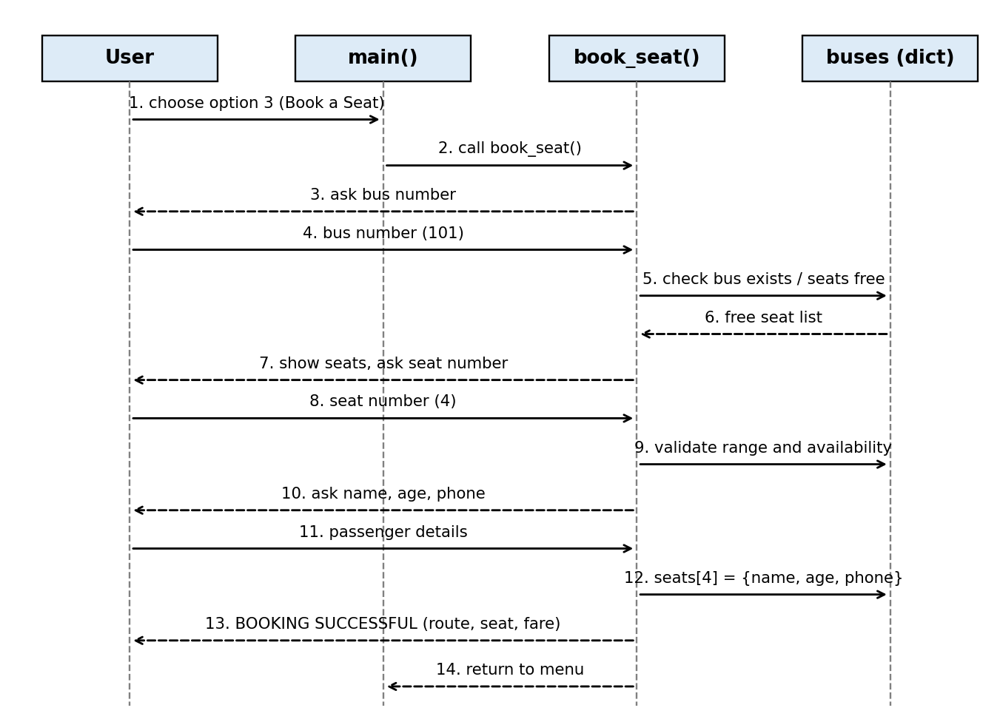 User
main()
book_seat()
buses (dict)
1. choose option 3 (Book a Seat)
2. call book_seat()
3. ask bus number
4. bus number (101)
5. check bus exists / seats free
6. free seat list
7. show seats, ask seat number
8. seat number (4)
9. validate range and availability
10. ask name, age, phone
11. passenger details
12. seats[4] = {name, age, phone}
13. BOOKING SUCCESSFUL (route, seat, fare)
14. return to menu